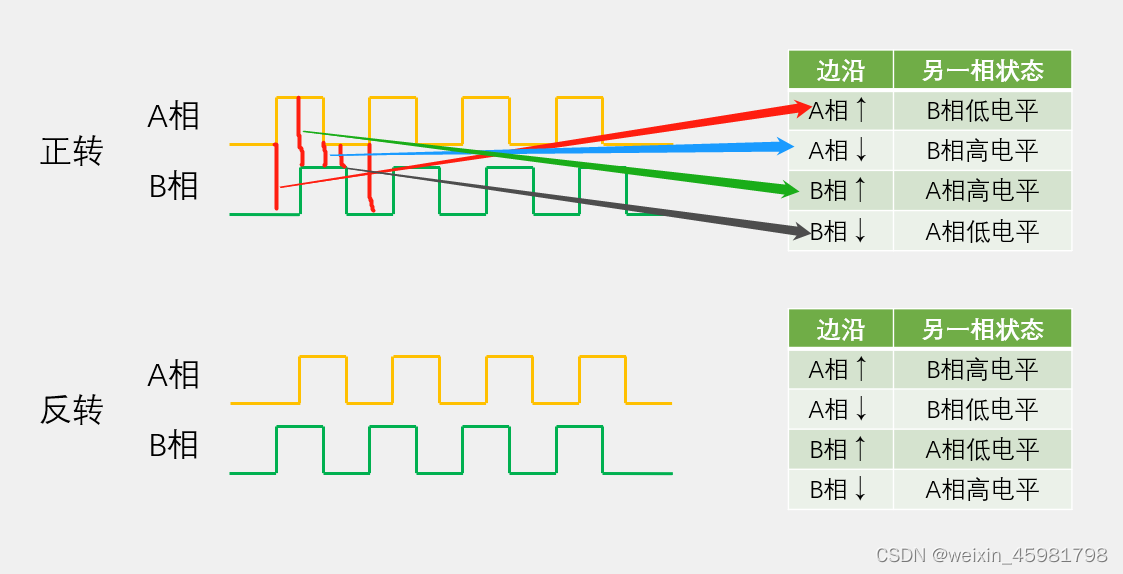 正转
A相
B相
边沿 另一相状态
A相↑ B相低电平
A相↓ B相高电平
B相↑ A相高电平
B相↓ A相低电平
反转
A相
B相
边沿 另一相状态
A相↑ B相高电平
A相↓ B相低电平
B相↑ A相低电平
B相↓ A相高电平
CSDN @weixin_45981798